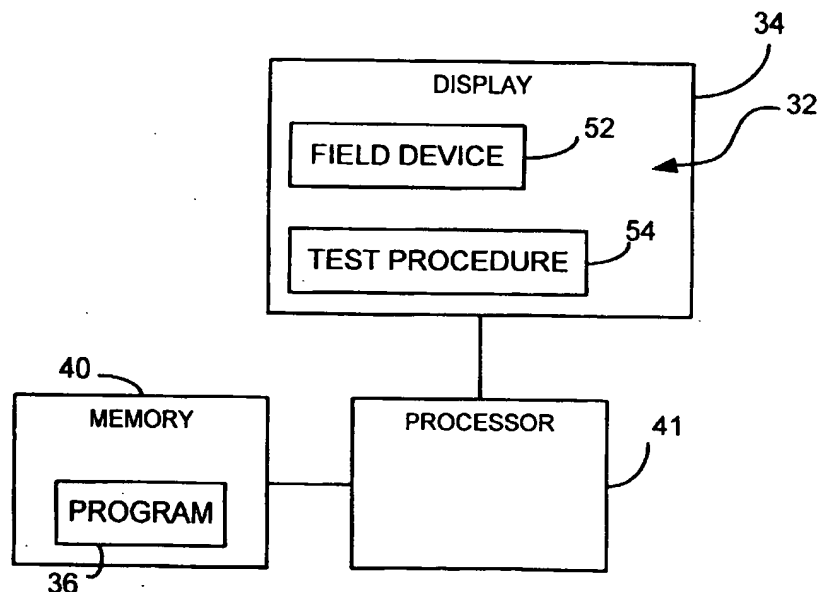 34
DISPLAY
32
FIELD DEVICE
52
TEST PROCEDURE
54
40
MEMORY
PROCESSOR
41
PROGRAM
36